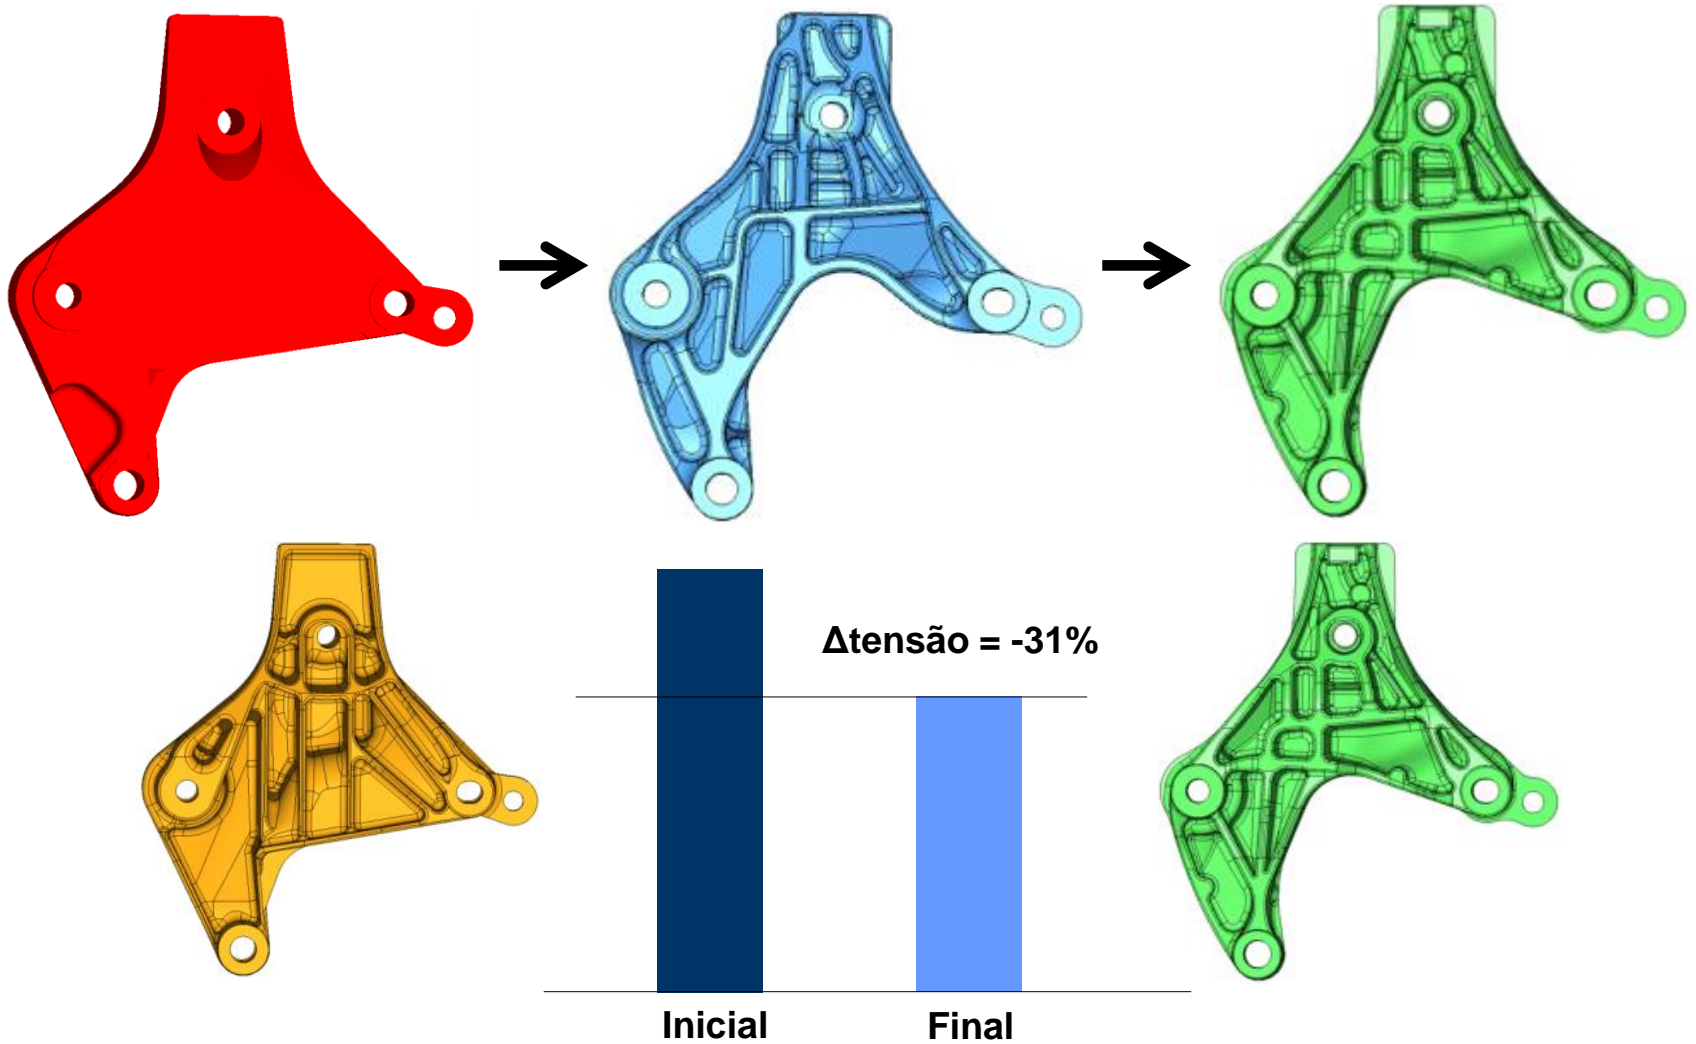 Δtensão = -31%
Inicial
Final